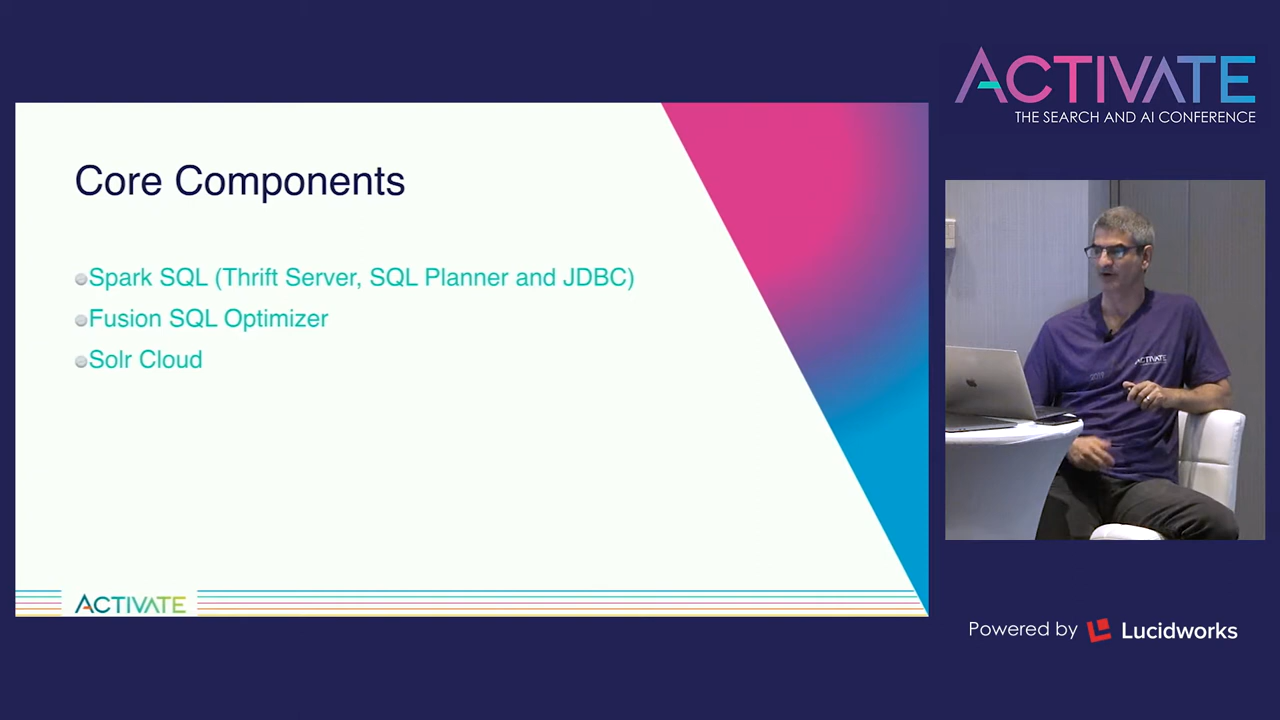 Core Components
Spark SQL (Thrift Server, SQL Planner and JDBC)
Fusion SQL Optimizer
Solr Cloud
ACTIVATE
ACTIVATE
THE SEARCH AND AI CONFERENCE
ACTIVATE
Powered by Lucidworks